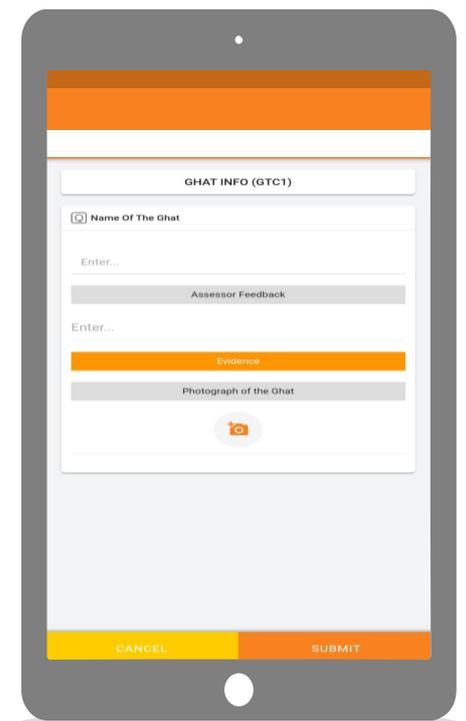 GHAT INFO (GTC1)
Name Of The Ghat
Enter...
Assessor Feedback
Enter...
Evidence
Photograph of the Ghat
CANCEL
SUBMIT